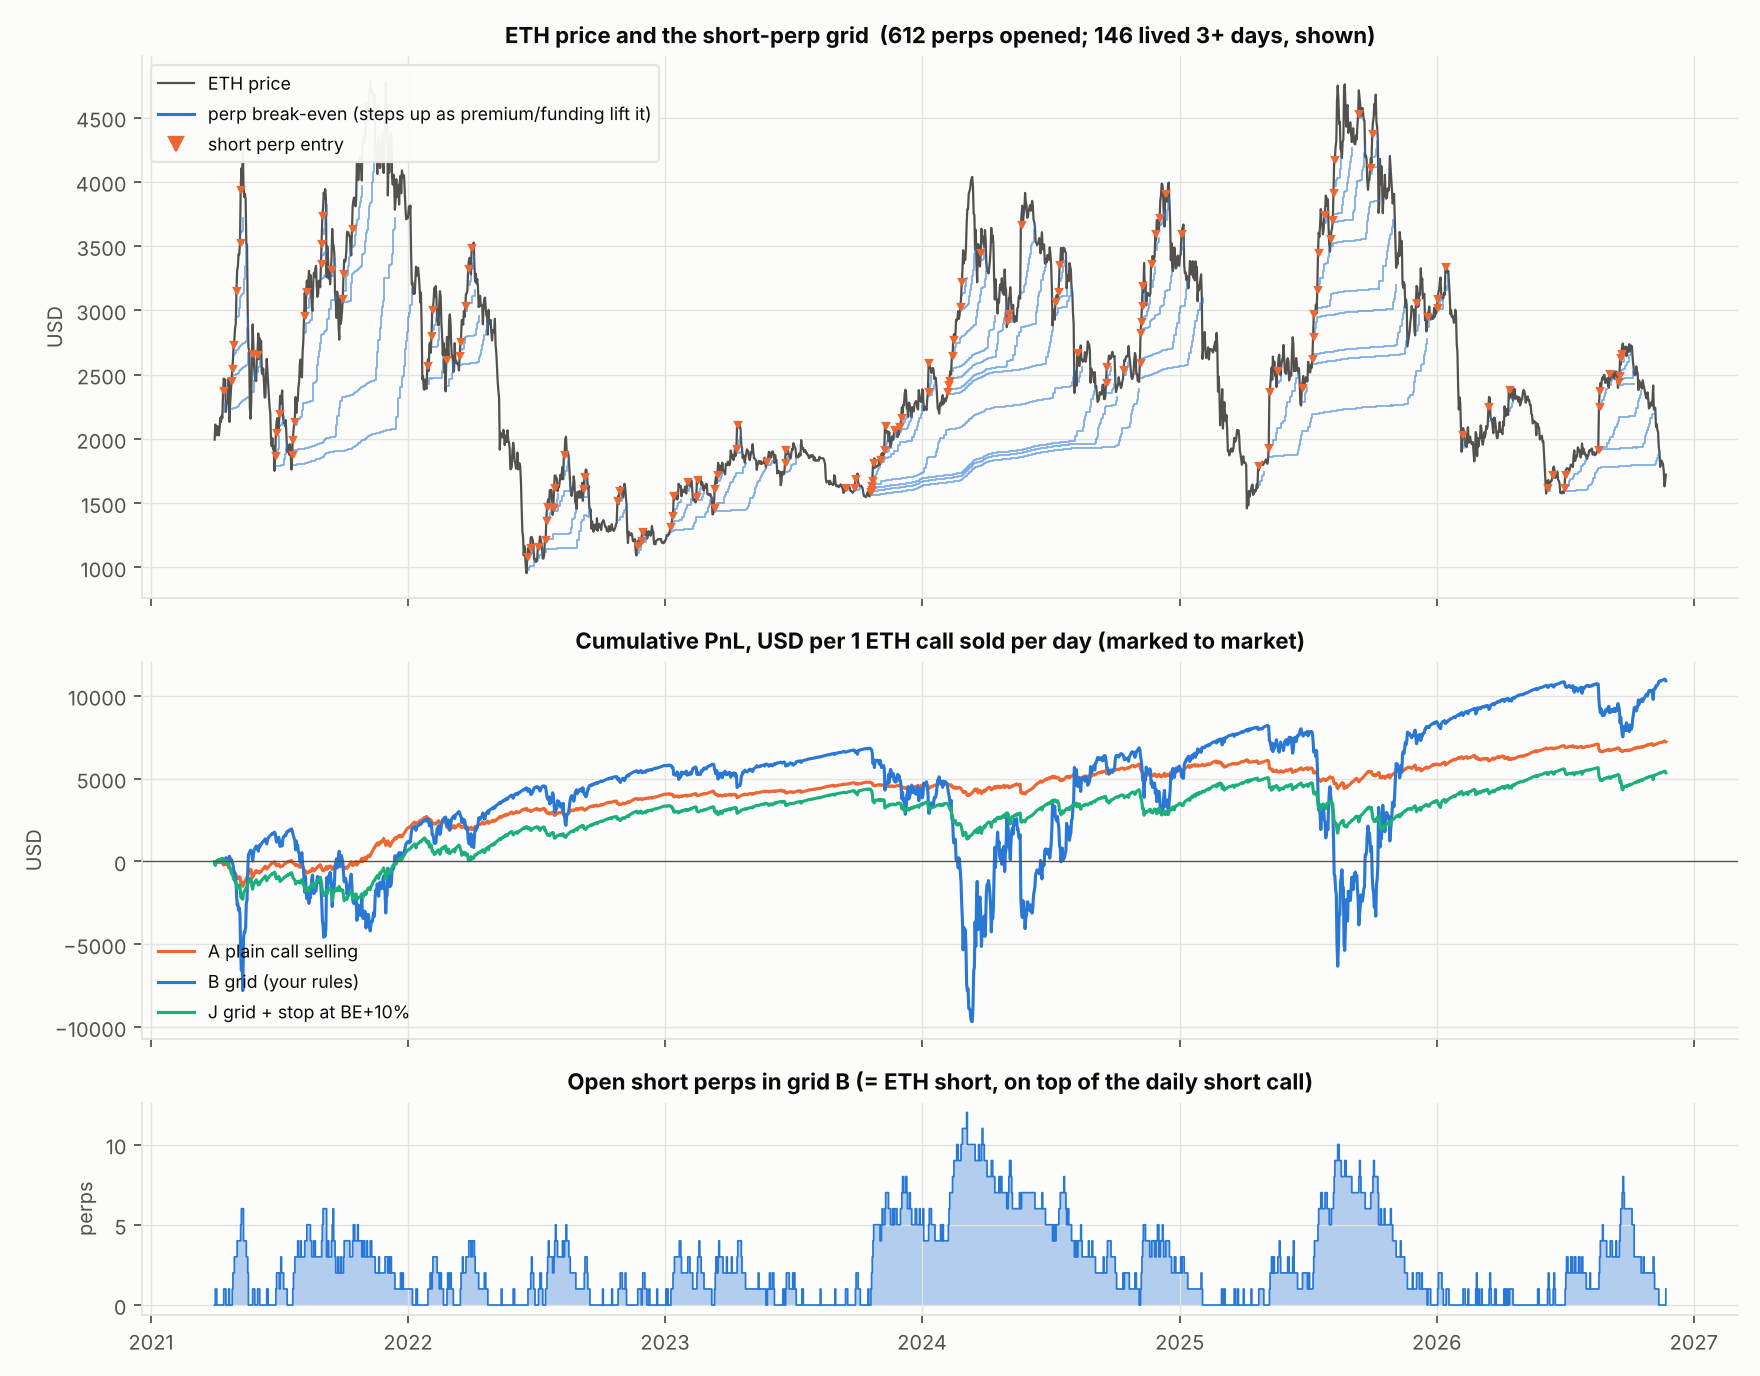 ETH price and the short-perp grid  (612 perps opened; 146 lived 3+ days, shown)
ETH price
perp break-even (steps up as premium/funding lift it)
short perp entry
USD
4500
4000
3500
3000
2500
2000
1500
1000
Cumulative PnL, USD per 1 ETH call sold per day (marked to market)
USD
10000
5000
0
−5000
−10000
A plain call selling
B grid (your rules)
J grid + stop at BE+10%
Open short perps in grid B (= ETH short, on top of the daily short call)
perps
10
5
0
2021 2022 2023 2024 2025 2026 2027